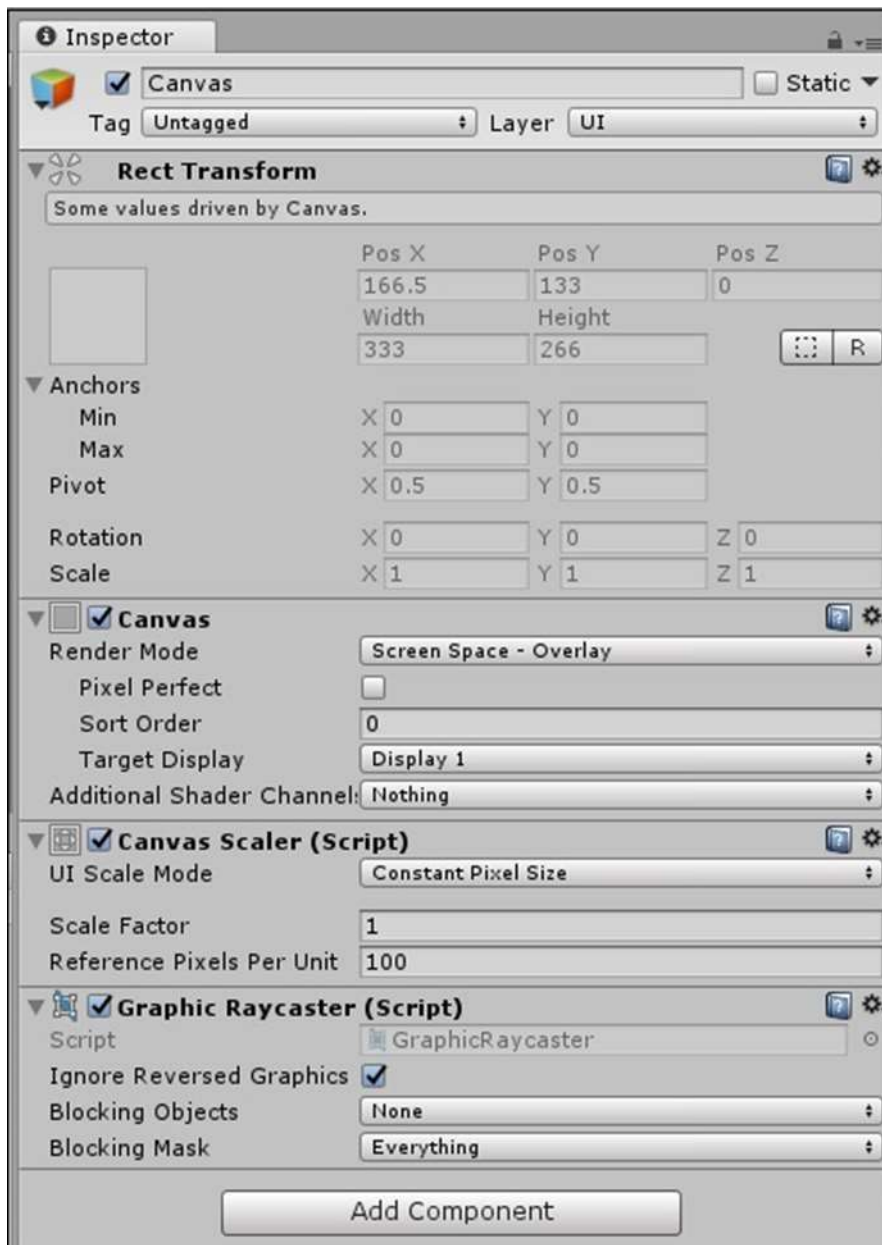 Inspector
Canvas Static
Tag Untagged Layer UI
Rect Transform
Some values driven by Canvas.
Pos X Pos Y Pos Z
166.5 133 0
Width Height
333 266 R
Anchors
Min X 0 Y 0
Max X 0 Y 0
Pivot X 0.5 Y 0.5
Rotation X 0 Y 0 Z 0
Scale X 1 Y 1 Z 1
Canvas
Render Mode Screen Space - Overlay
Pixel Perfect
Sort Order 0
Target Display Display 1
Additional Shader Channels Nothing
Canvas Scaler (Script)
UI Scale Mode Constant Pixel Size
Scale Factor 1
Reference Pixels Per Unit 100
Graphic Raycaster (Script)
Script GraphicRaycaster
Ignore Reversed Graphics
Blocking Objects None
Blocking Mask Everything
Add Component